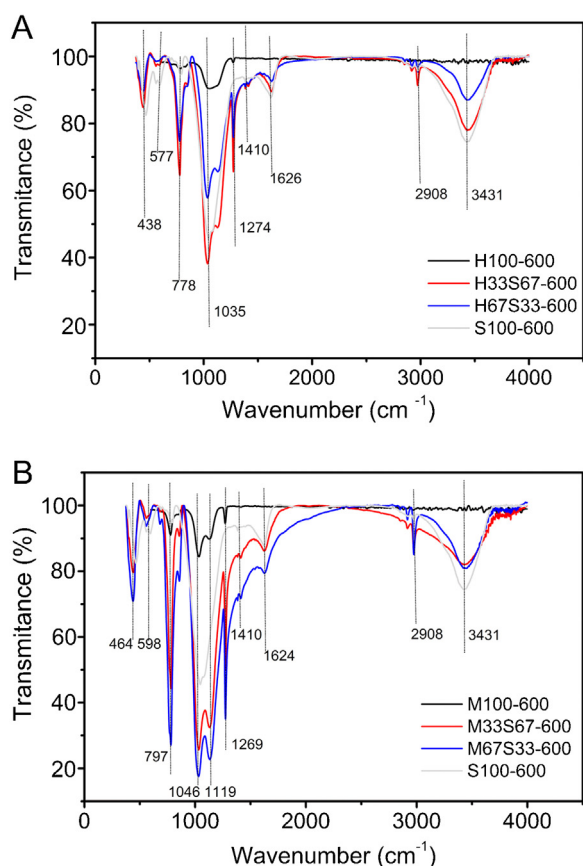 A
100
80
60
40
20
Transmitance (%)
577
438
778
1035
1274
1410
1626
2908
3431
H100-600
H33S67-600
H67S33-600
S100-600
0
1000
2000
3000
4000
Wavenumber (cm -1)
B
100
80
60
40
20
Transmitance (%)
464
598
797
1046
1119
1269
1410
1624
2908
3431
M100-600
M33S67-600
M67S33-600
S100-600
0
1000
2000
3000
4000
Wavenumber (cm -1)